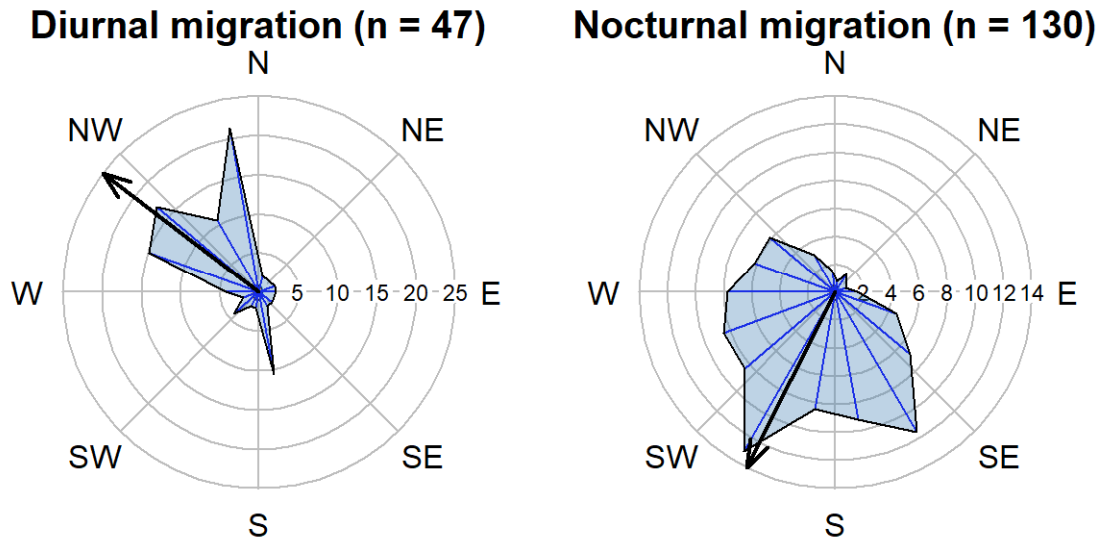 Diurnal migration (n = 47)
N
NW
NE
W
5 10 15 20 25
E
SW
SE
S
Nocturnal migration (n = 130)
N
NW
NE
W
2 4 6 8 10 12 14
E
SW
SE
S